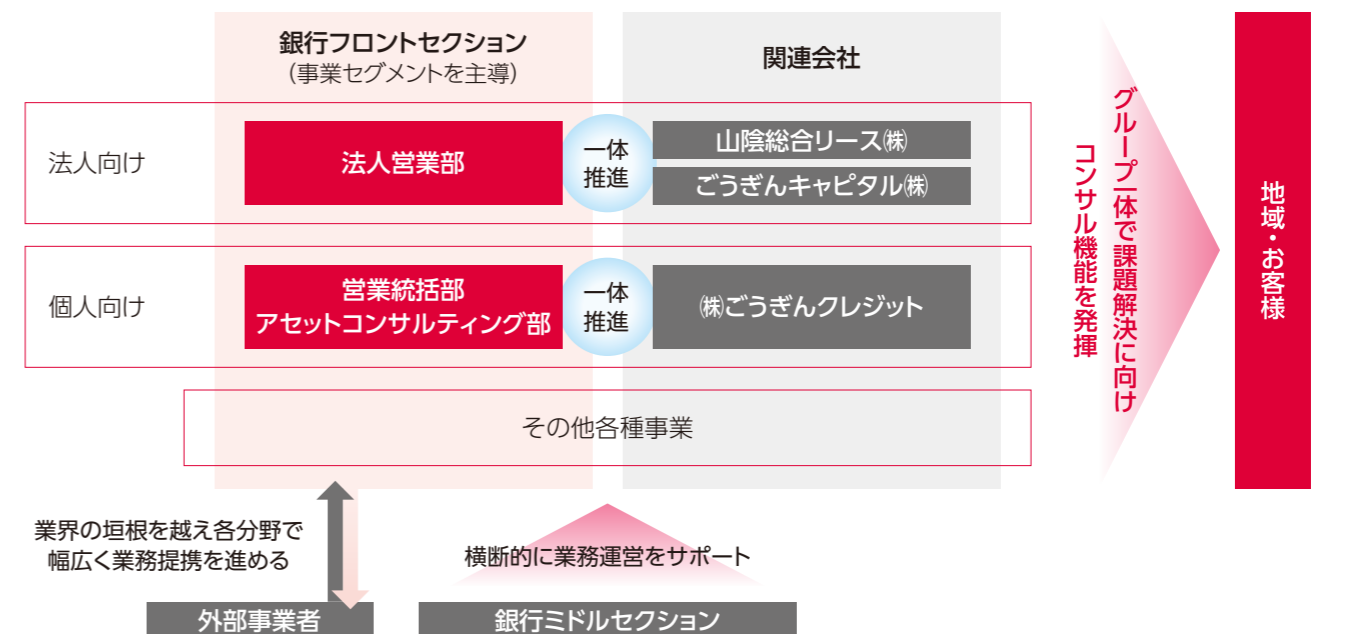 銀行フロントセクション
(事業セグメントを主導)
関連会社
法人向け
法人営業部
一体
推進
山陰総合リース㈱
ごうぎんキャピタル㈱
個人向け
営業統括部
アセットコンサルティング部
一体
推進
㈱ごうぎんクレジット
その他各種事業
グループ一体で課題解決に向け
コンサル機能を発揮
地域・お客様
業界の垣根を越え各分野で
幅広く業務提携を進める
横断的に業務運営をサポート
外部事業者
銀行ミドルセクション